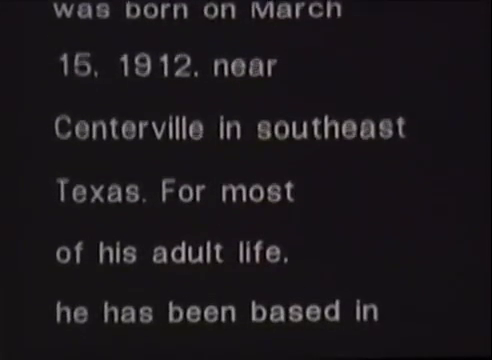 was born on March
15, 1912, near
Centerville in southeast
Texas. For most
of his adult life,
he has been based in